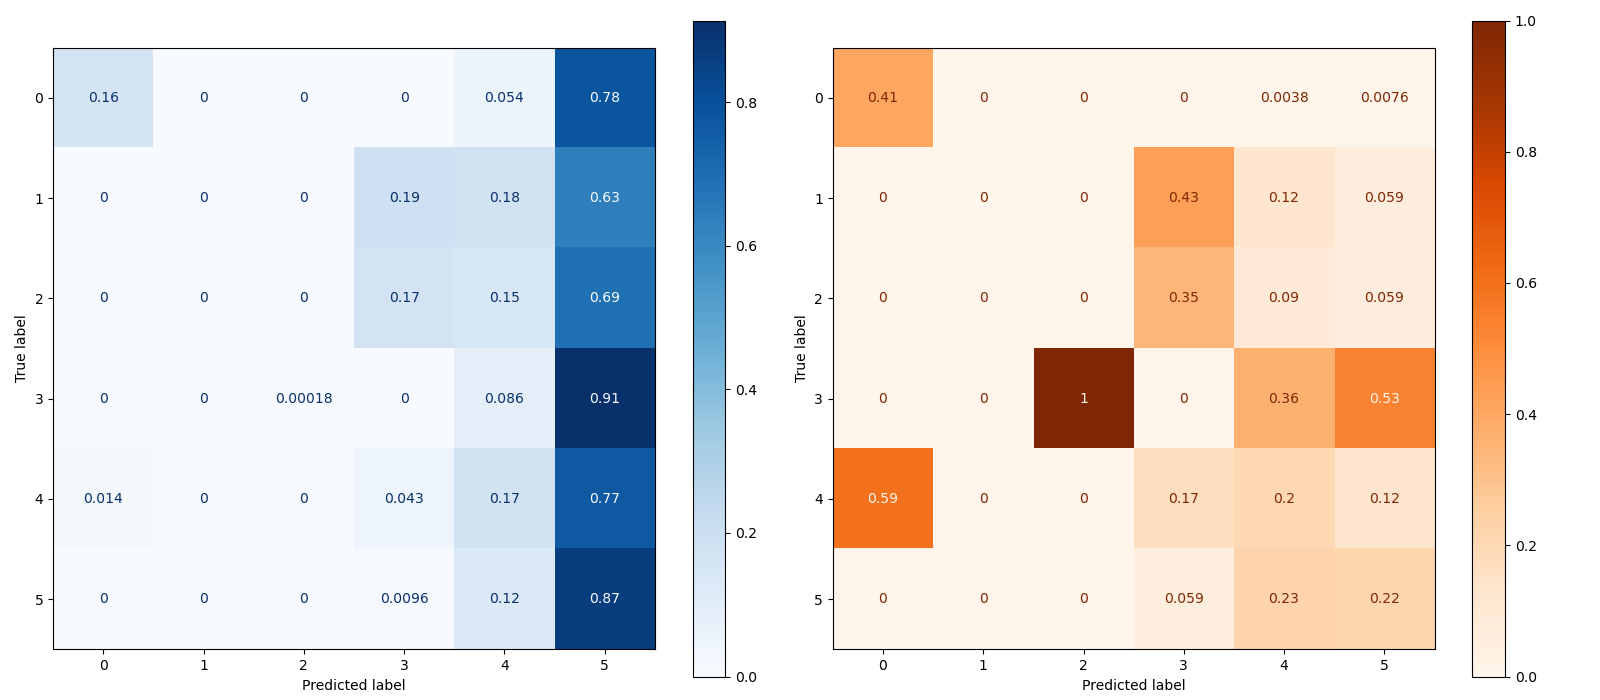 0 0.16 0 0 0 0.054 0.78
1 0 0 0 0.19 0.18 0.63
2 0 0 0 0.17 0.15 0.69
3 0 0 0.00018 0 0.086 0.91
4 0.014 0 0 0.043 0.17 0.77
5 0 0 0 0.0096 0.12 0.87
0 1 2 3 4 5
True label
Predicted label
0.8
0.6
0.4
0.2
0.0
0 0.41 0 0 0 0.0038 0.0076
1 0 0 0 0.43 0.12 0.059
2 0 0 0 0.35 0.09 0.059
3 0 0 1 0 0.36 0.53
4 0.59 0 0 0.17 0.2 0.12
5 0 0 0 0.059 0.23 0.22
0 1 2 3 4 5
True label
Predicted label
1.0
0.8
0.6
0.4
0.2
0.0